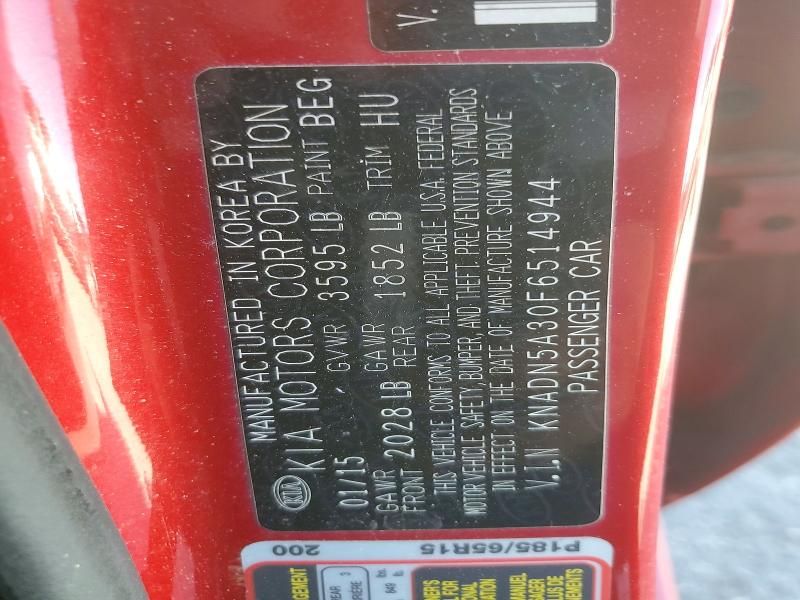 V.
MANUFACTURED IN KOREA BY
KIA MOTORS CORPORATION
KIA
01/15 GVWR 3595 LB PAINT BEG
GAWR FRONT 2028 LB GAWR REAR 1852 LB TRIM HU
THIS VEHICLE CONFORMS TO ALL APPLICABLE U.S.A. FEDERAL
MOTOR VEHICLE SAFETY, BUMPER, AND THEFT PREVENTION STANDARDS
IN EFFECT ON THE DATE OF MANUFACTURE SHOWN ABOVE
V.I.N KNADN5A30F6514944
PASSENGER CAR
P185/65R15
200